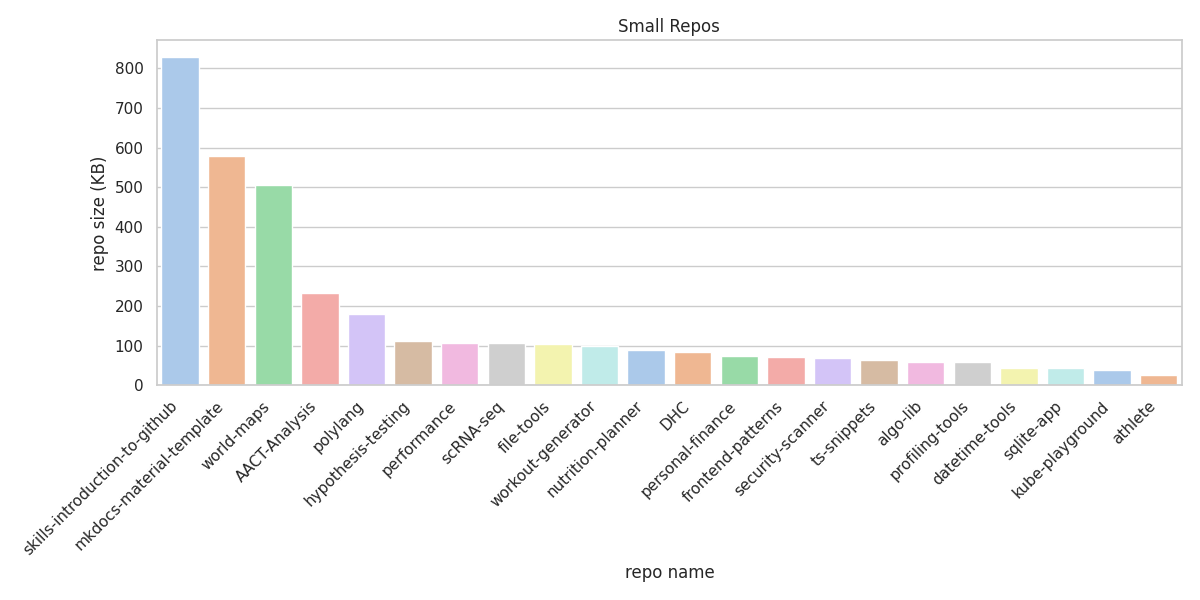 Small Repos
repo size (KB)
800
700
600
500
400
300
200
100
0
skills-introduction-to-github
mkdocs-material-template
world-maps
AACT-Analysis
polylang
hypothesis-testing
performance
scRNA-seq
file-tools
workout-generator
nutrition-planner
DHC
personal-finance
frontend-patterns
security-scanner
ts-snippets
algo-lib
profiling-tools
datetime-tools
sqlite-app
kube-playground
athlete
repo name